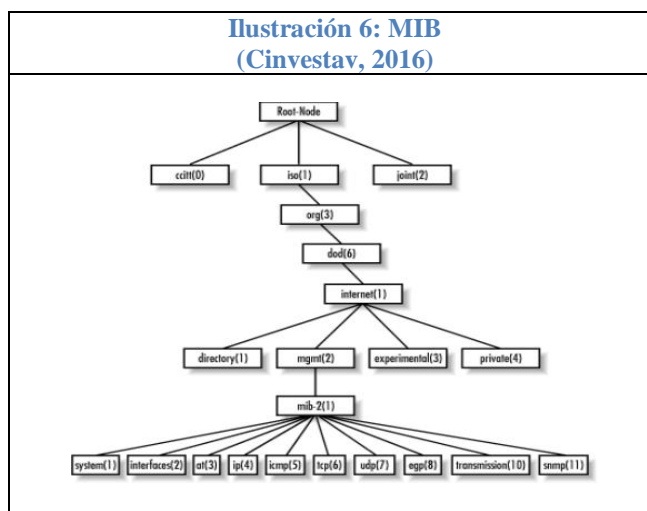 Ilustración 6: MIB
(Cinvestav, 2016)
Root-Node
ccitt(0) iso(1) joint(2)
org(3)
dod(6)
internet(1)
directory(1) mgmt(2) experimental(3) private(4)
mib-2(1)
system(1) interfaces(2) at(3) ip(4) icmp(5) tcp(6) udp(7) egp(8) transmission(10) snmp(11)